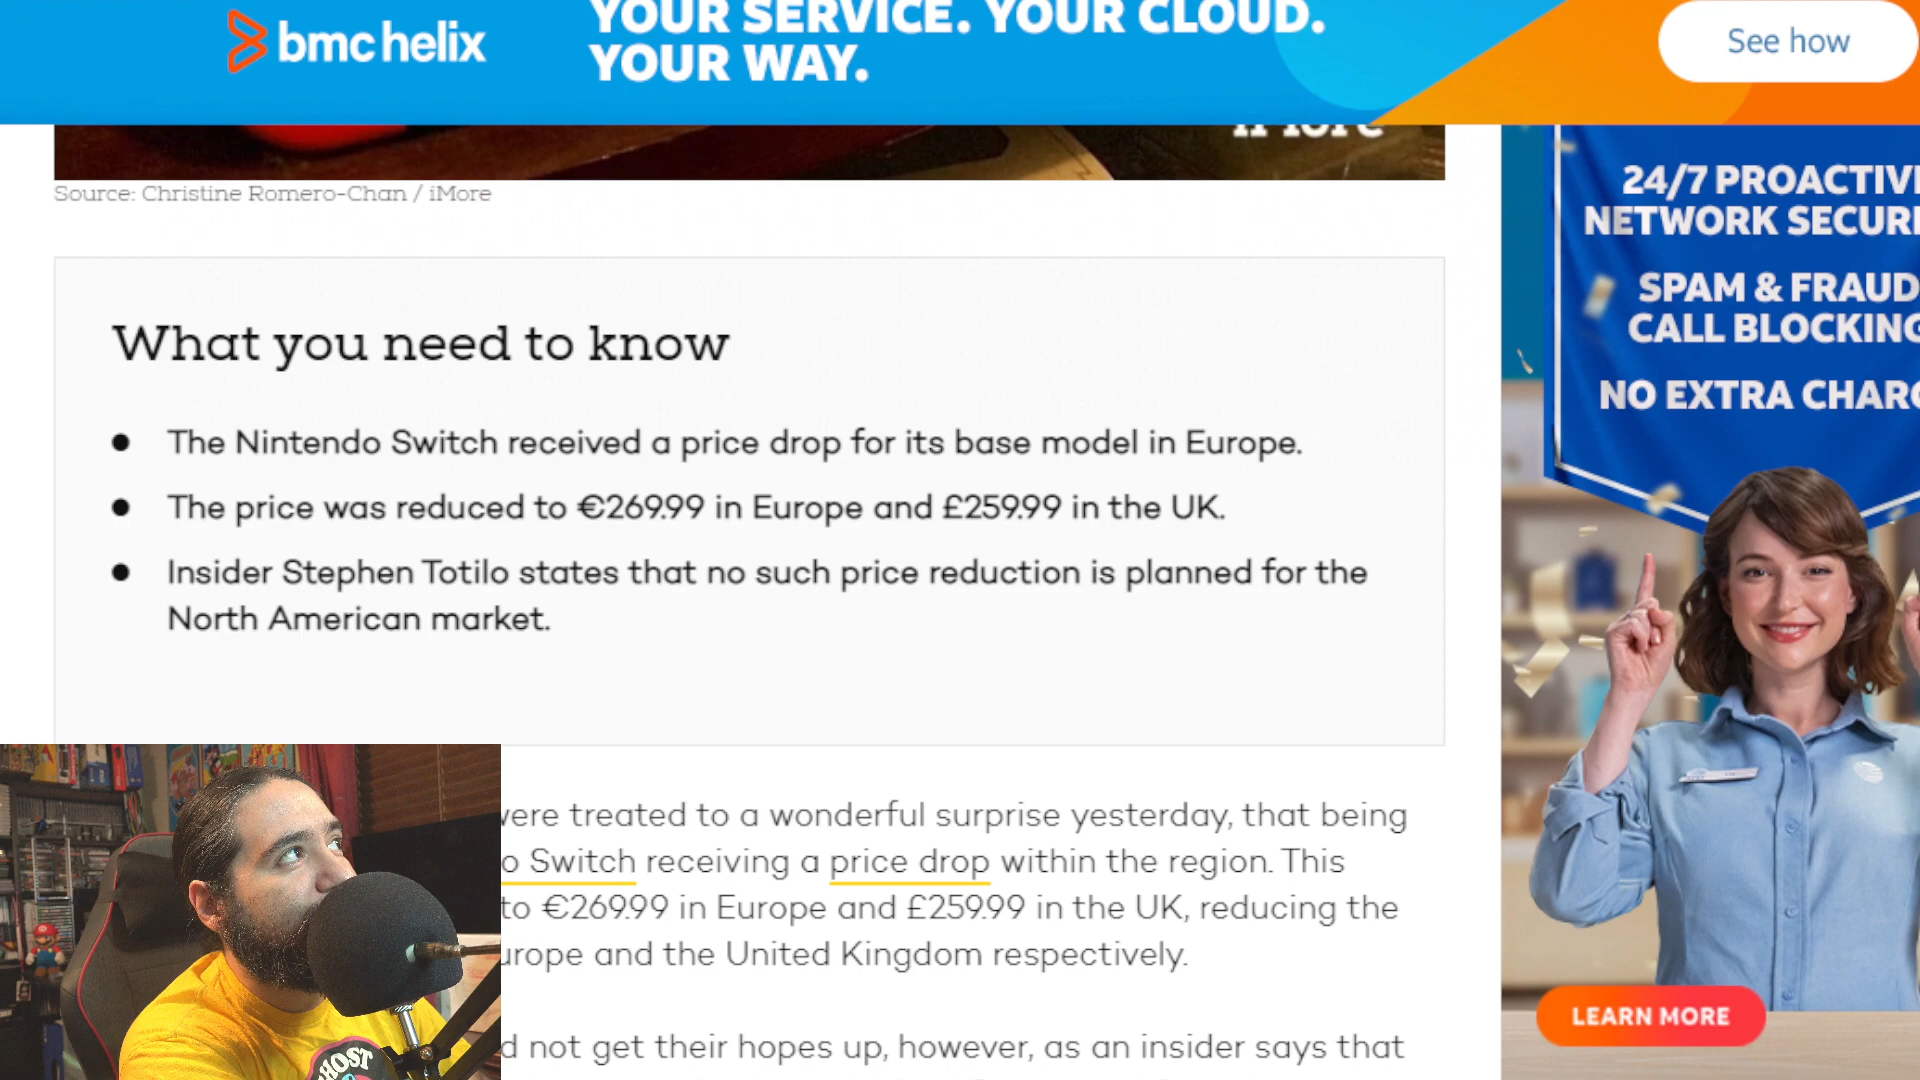 bmc helix
YOUR SERVICE. YOUR CLOUD.
YOUR WAY.
See how
iMore
Source: Christine Romero-Chan / iMore
What you need to know
● The Nintendo Switch received a price drop for its base model in Europe.
● The price was reduced to €269.99 in Europe and £259.99 in the UK.
● Insider Stephen Totilo states that no such price reduction is planned for the
North American market.
were treated to a wonderful surprise yesterday, that being
o Switch receiving a price drop within the region. This
to €269.99 in Europe and £259.99 in the UK, reducing the
urope and the United Kingdom respectively.
d not get their hopes up, however, as an insider says that
24/7 PROACTIV
NETWORK SECUR
SPAM & FRAUD
CALL BLOCKING
NO EXTRA CHAR
LEARN MORE
HOST